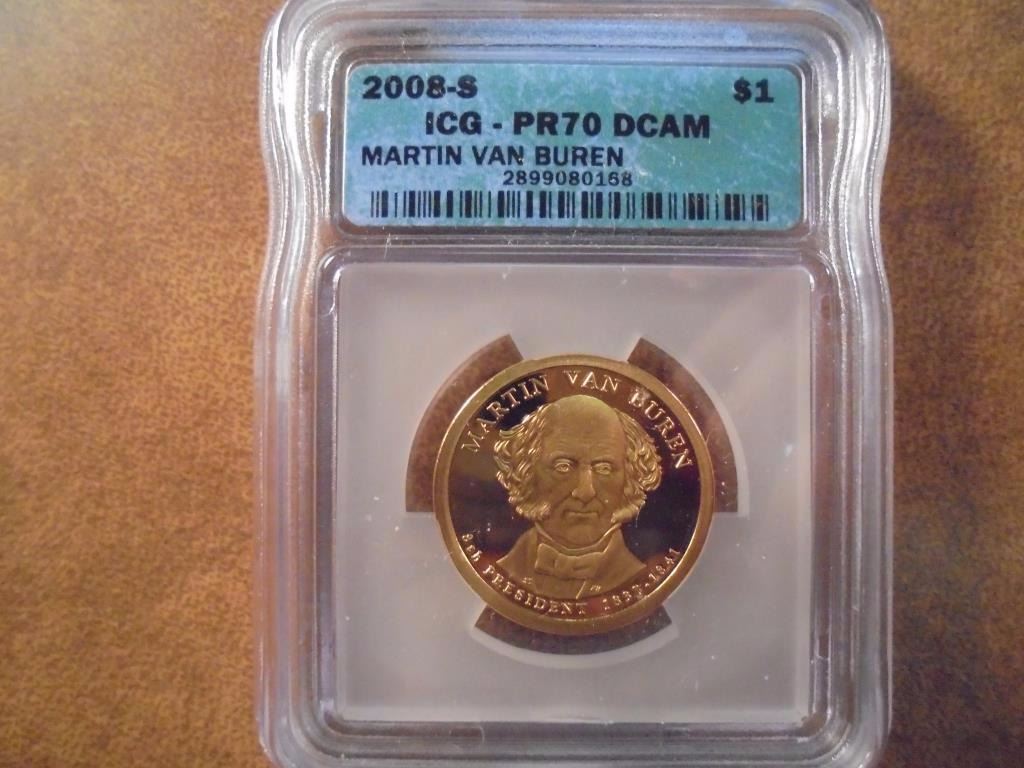 2008-S $1
ICG - PR70 DCAM
MARTIN VAN BUREN
2899080168
MARTIN VAN BUREN
8th PRESIDENT 1837-1841